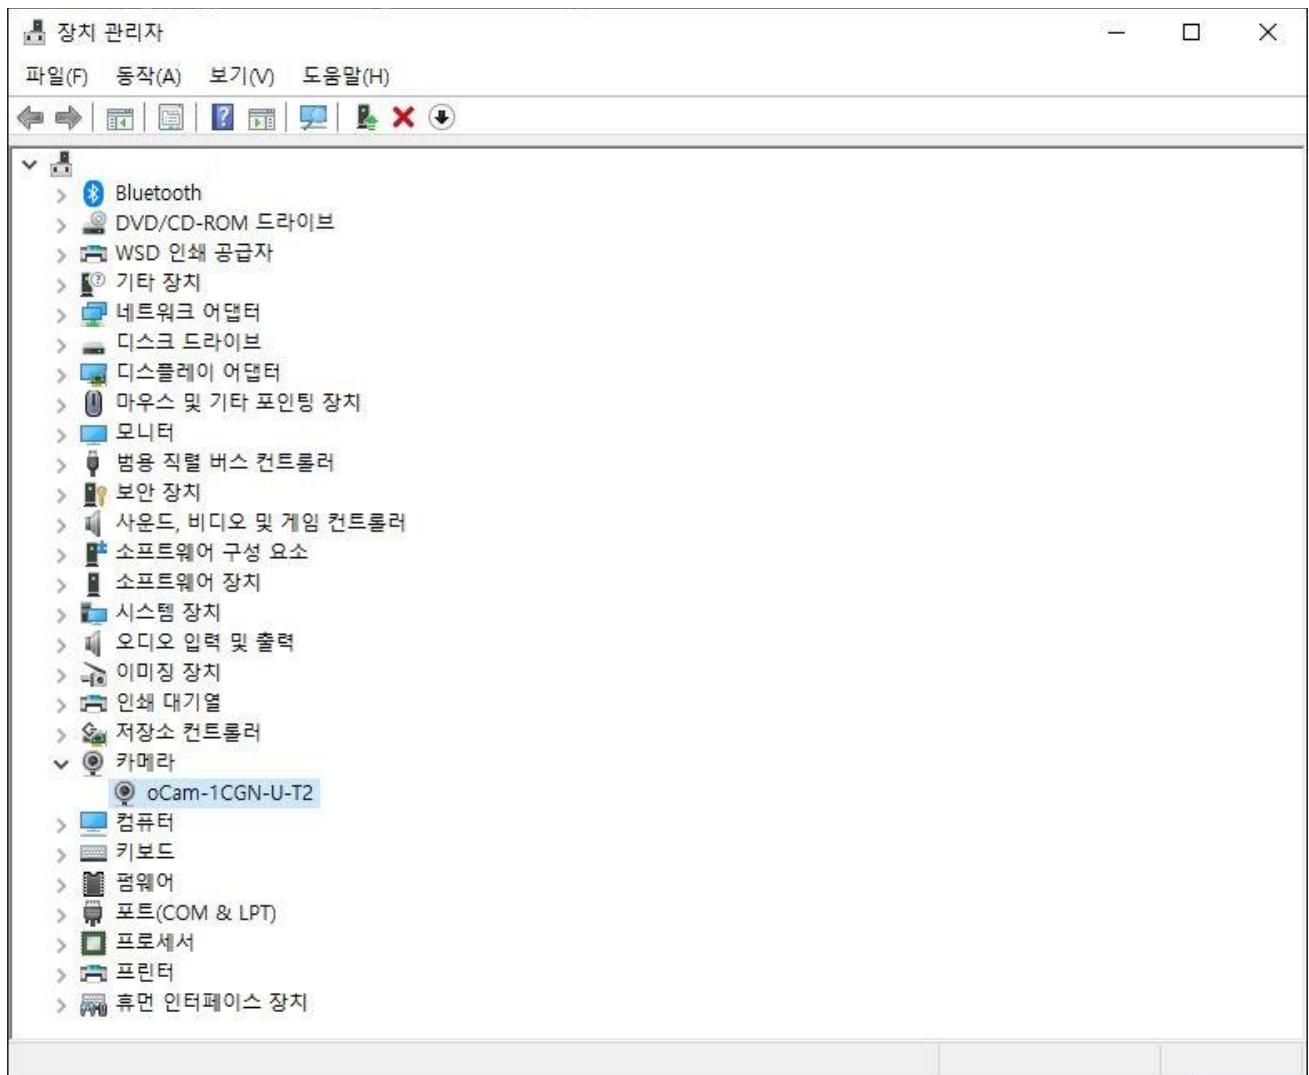 장치 관리자
파일(F) 동작(A) 보기(V) 도움말(H)
Bluetooth
DVD/CD-ROM 드라이브
WSD 인쇄 공급자
기타 장치
네트워크 어댑터
디스크 드라이브
디스플레이 어댑터
마우스 및 기타 포인팅 장치
모니터
범용 직렬 버스 컨트롤러
보안 장치
사운드, 비디오 및 게임 컨트롤러
소프트웨어 구성 요소
소프트웨어 장치
시스템 장치
오디오 입력 및 출력
이미징 장치
인쇄 대기열
저장소 컨트롤러
카메라
oCam-1CGN-U-T2
컴퓨터
키보드
펌웨어
포트(COM & LPT)
프로세서
프린터
휴먼 인터페이스 장치